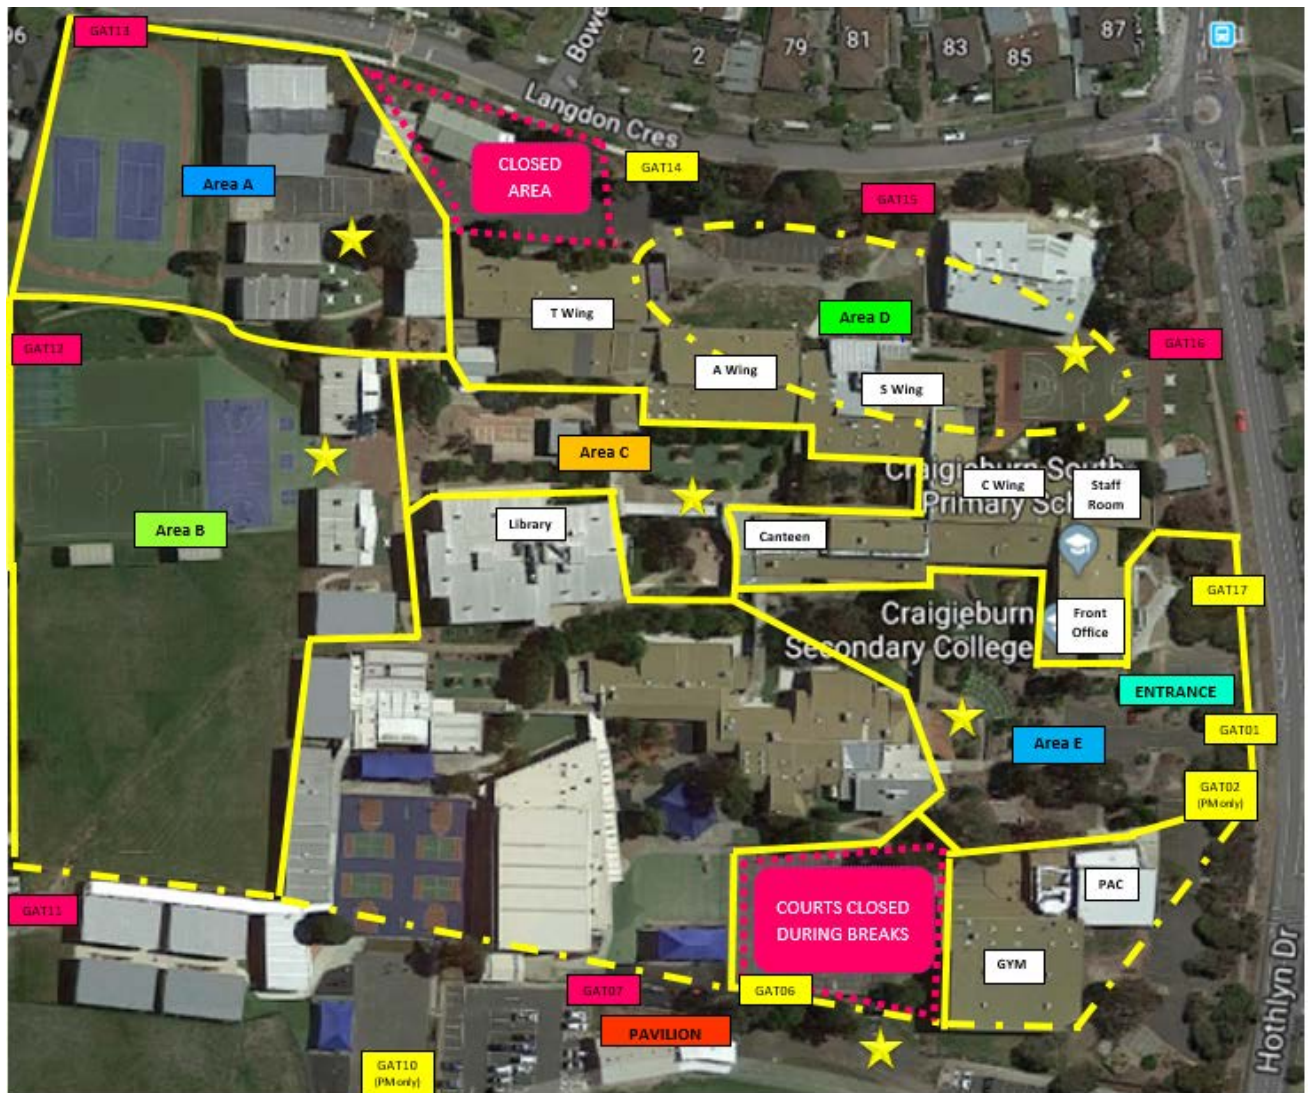 96
GAT13
Bowe
2
79
81
83
85
87
Langdon Cres
CLOSED
AREA
GAT14
Area A
GAT15
T Wing
Area D
GAT12
GAT16
A Wing
S Wing
Area C
Craigieburn South
Primary Sch
C Wing
Staff
Room
Library
Area B
Canteen
GAT17
Craigieburn
Secondary College
Front
Office
ENTRANCE
GAT01
Area E
GAT02
(PM only)
PAC
COURTS CLOSED
DURING BREAKS
GAT11
GYM
GAT07
GAT06
PAVILION
Hothlyn Dr
GAT10
(PM only)